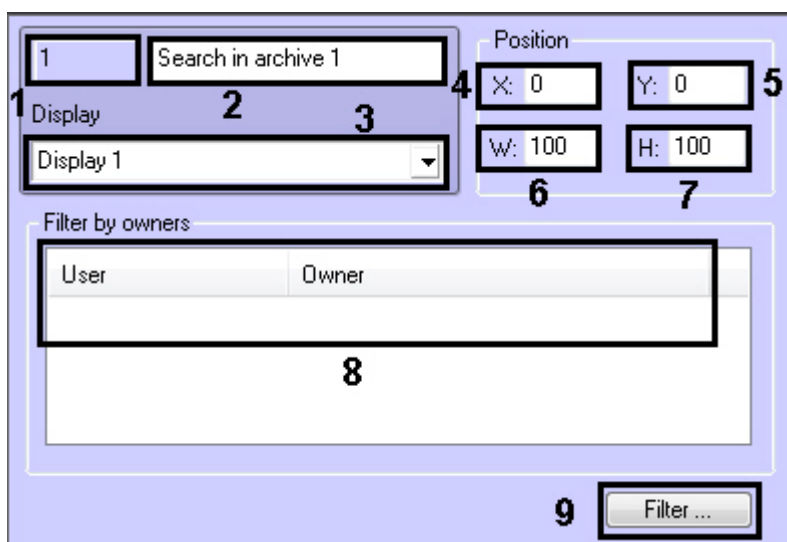 1 Search in archive 1
1 2
Display 3
Display 1
Position
4 X: 0 Y: 0 5
W: 100 H: 100
6 7
Filter by owners
User Owner
8
9 Filter ...